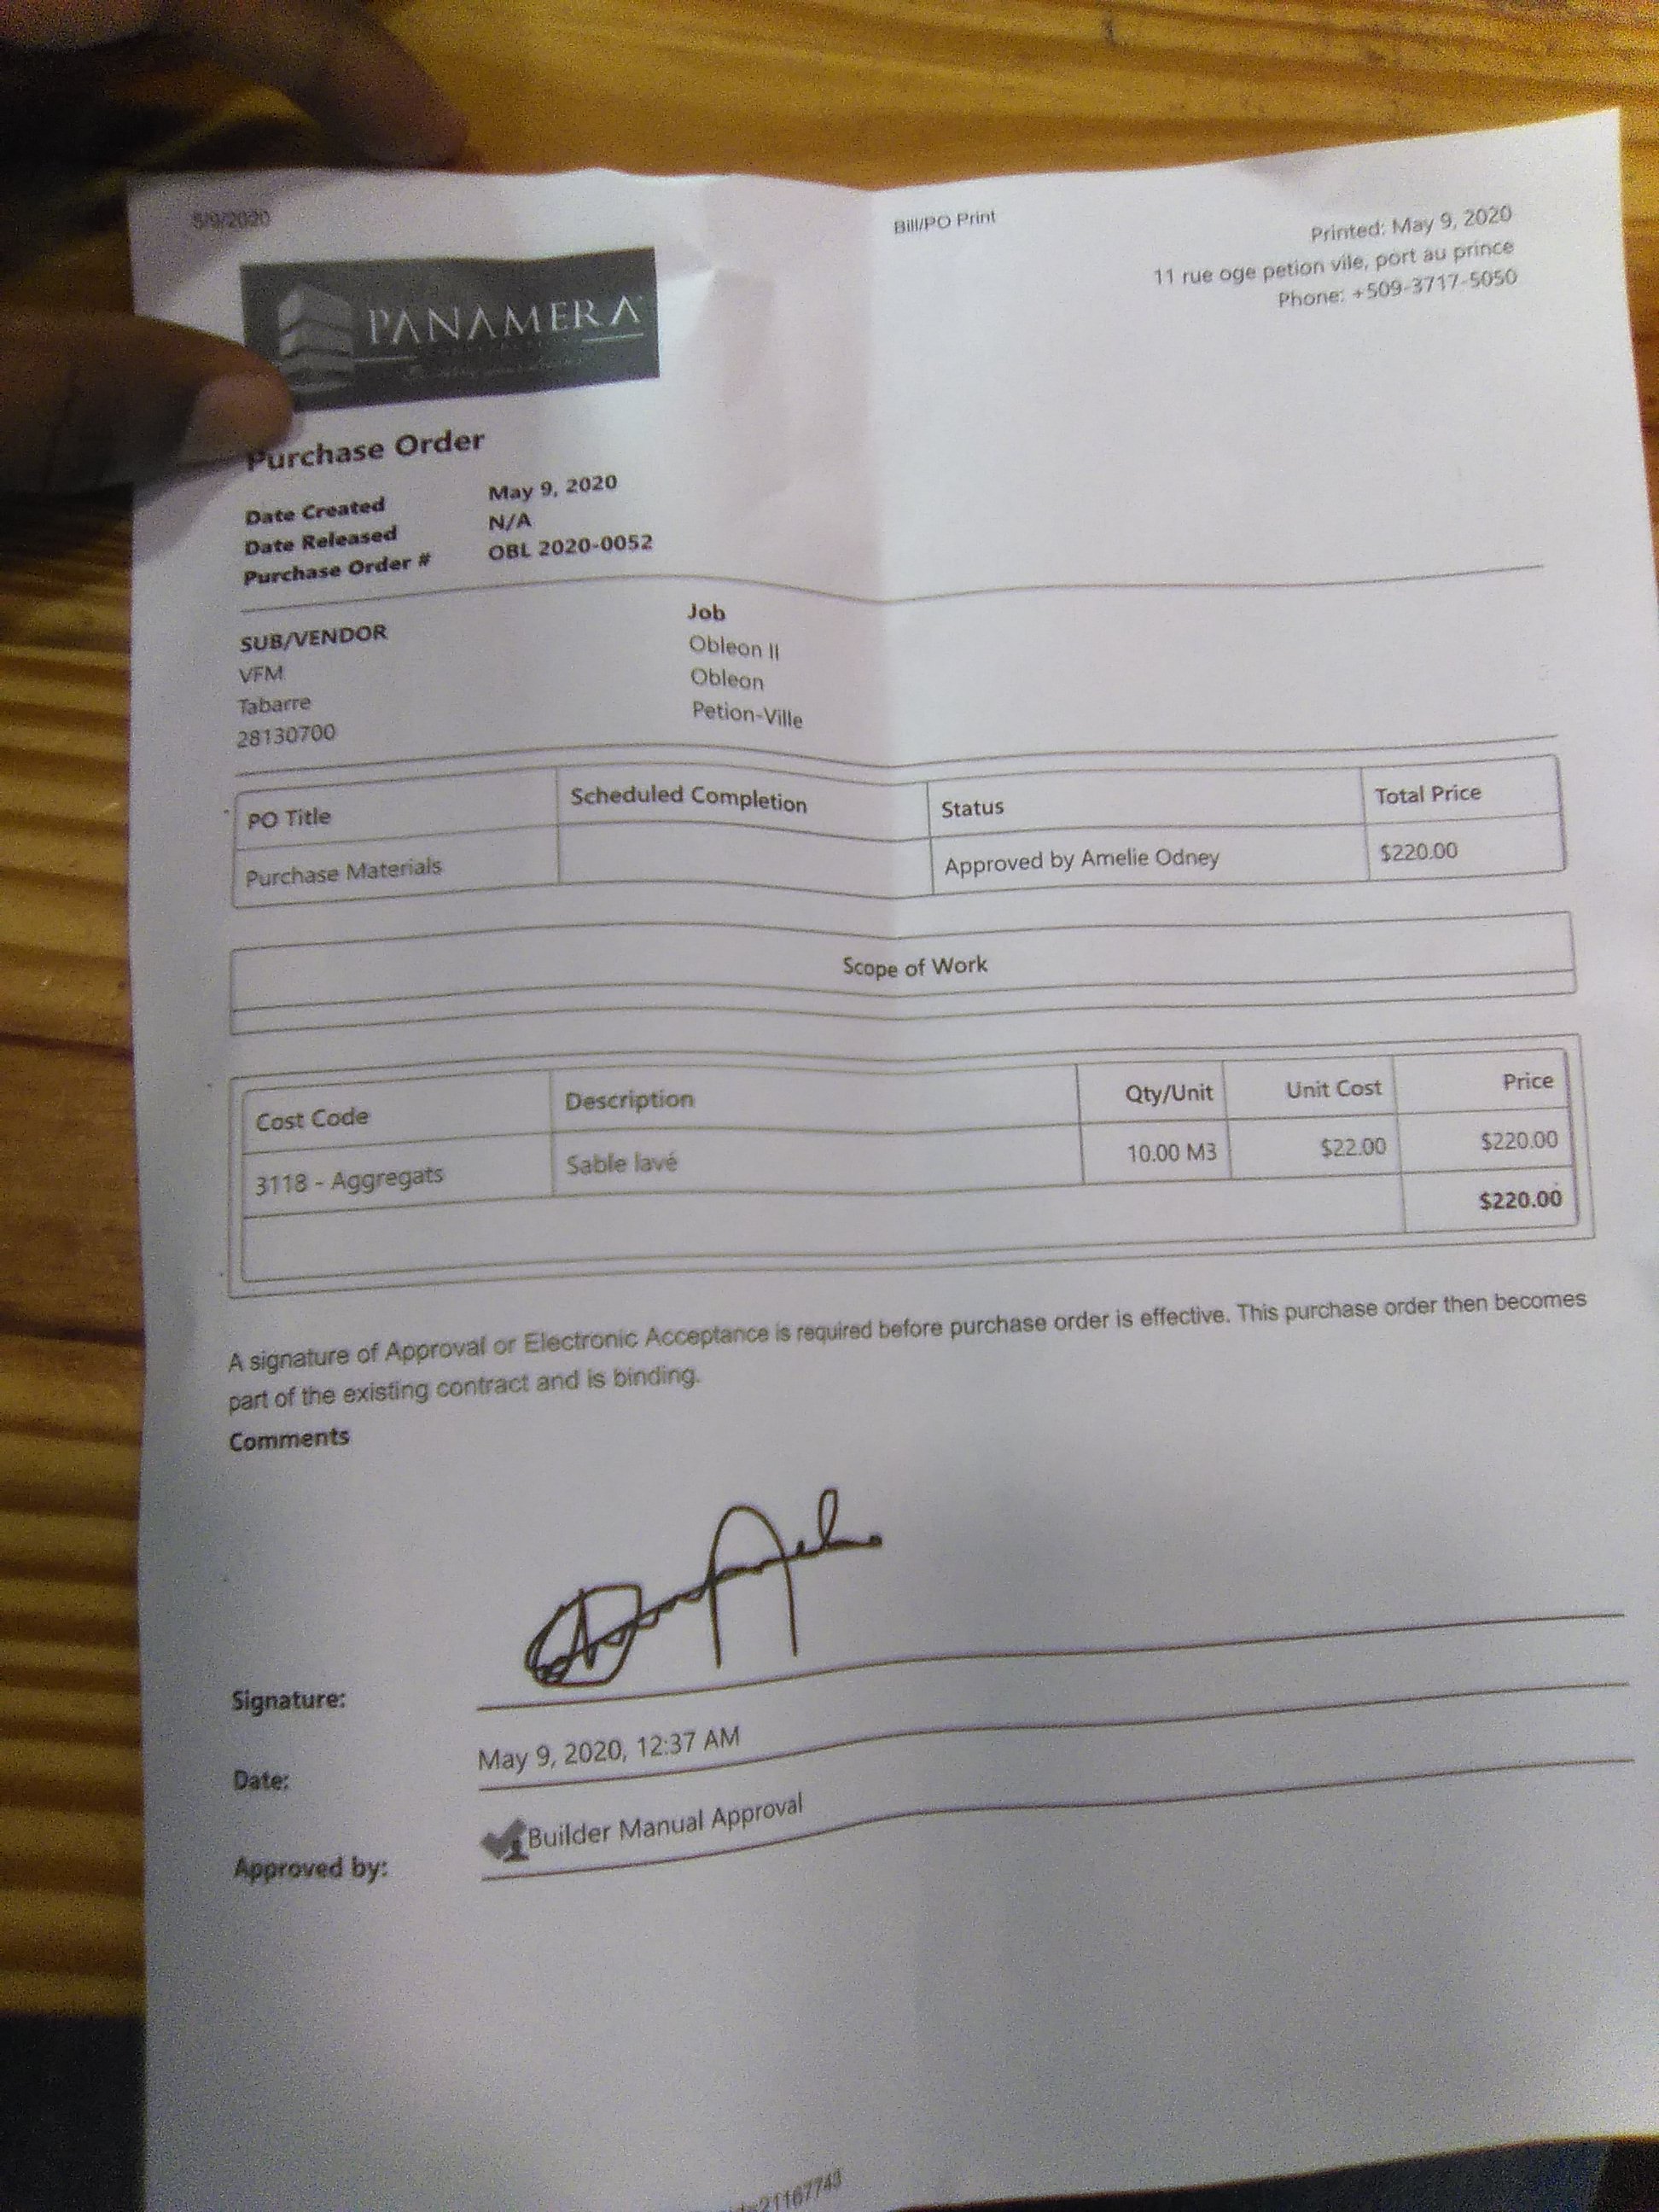 5/9/2020
Bill/PO Print
Printed: May 9, 2020
11 rue oge petion vile, port au prince
Phone: +509-3717-5050
PANAMERA
Purchase Order
Date Created May 9, 2020
Date Released N/A
Purchase Order # OBL 2020-0052
SUB/VENDOR
VFM
Tabarre
28130700
Job
Obleon II
Obleon
Petion-Ville
PO Title Scheduled Completion Status Total Price
Purchase Materials Approved by Amelie Odney $220.00
Scope of Work
Cost Code Description Qty/Unit Unit Cost Price
3118 - Aggregats Sable lavé 10.00 M3 $22.00 $220.00
$220.00
A signature of Approval or Electronic Acceptance is required before purchase order is effective. This purchase order then becomes
part of the existing contract and is binding.
Comments
Signature:
Date: May 9, 2020, 12:37 AM
Approved by: Builder Manual Approval